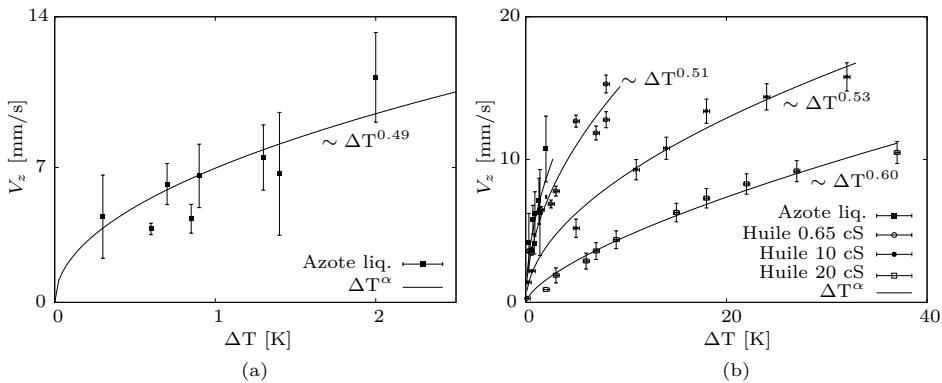 14
7
0
V_z [mm/s]
∼ ΔT^0.49
Azote liq.
ΔT^α
0
1
2
ΔT [K]
(a)
20
10
0
V_z [mm/s]
∼ ΔT^0.51
∼ ΔT^0.53
∼ ΔT^0.60
Azote liq.
Huile 0.65 cS
Huile 10 cS
Huile 20 cS
ΔT^α
0
20
40
ΔT [K]
(b)